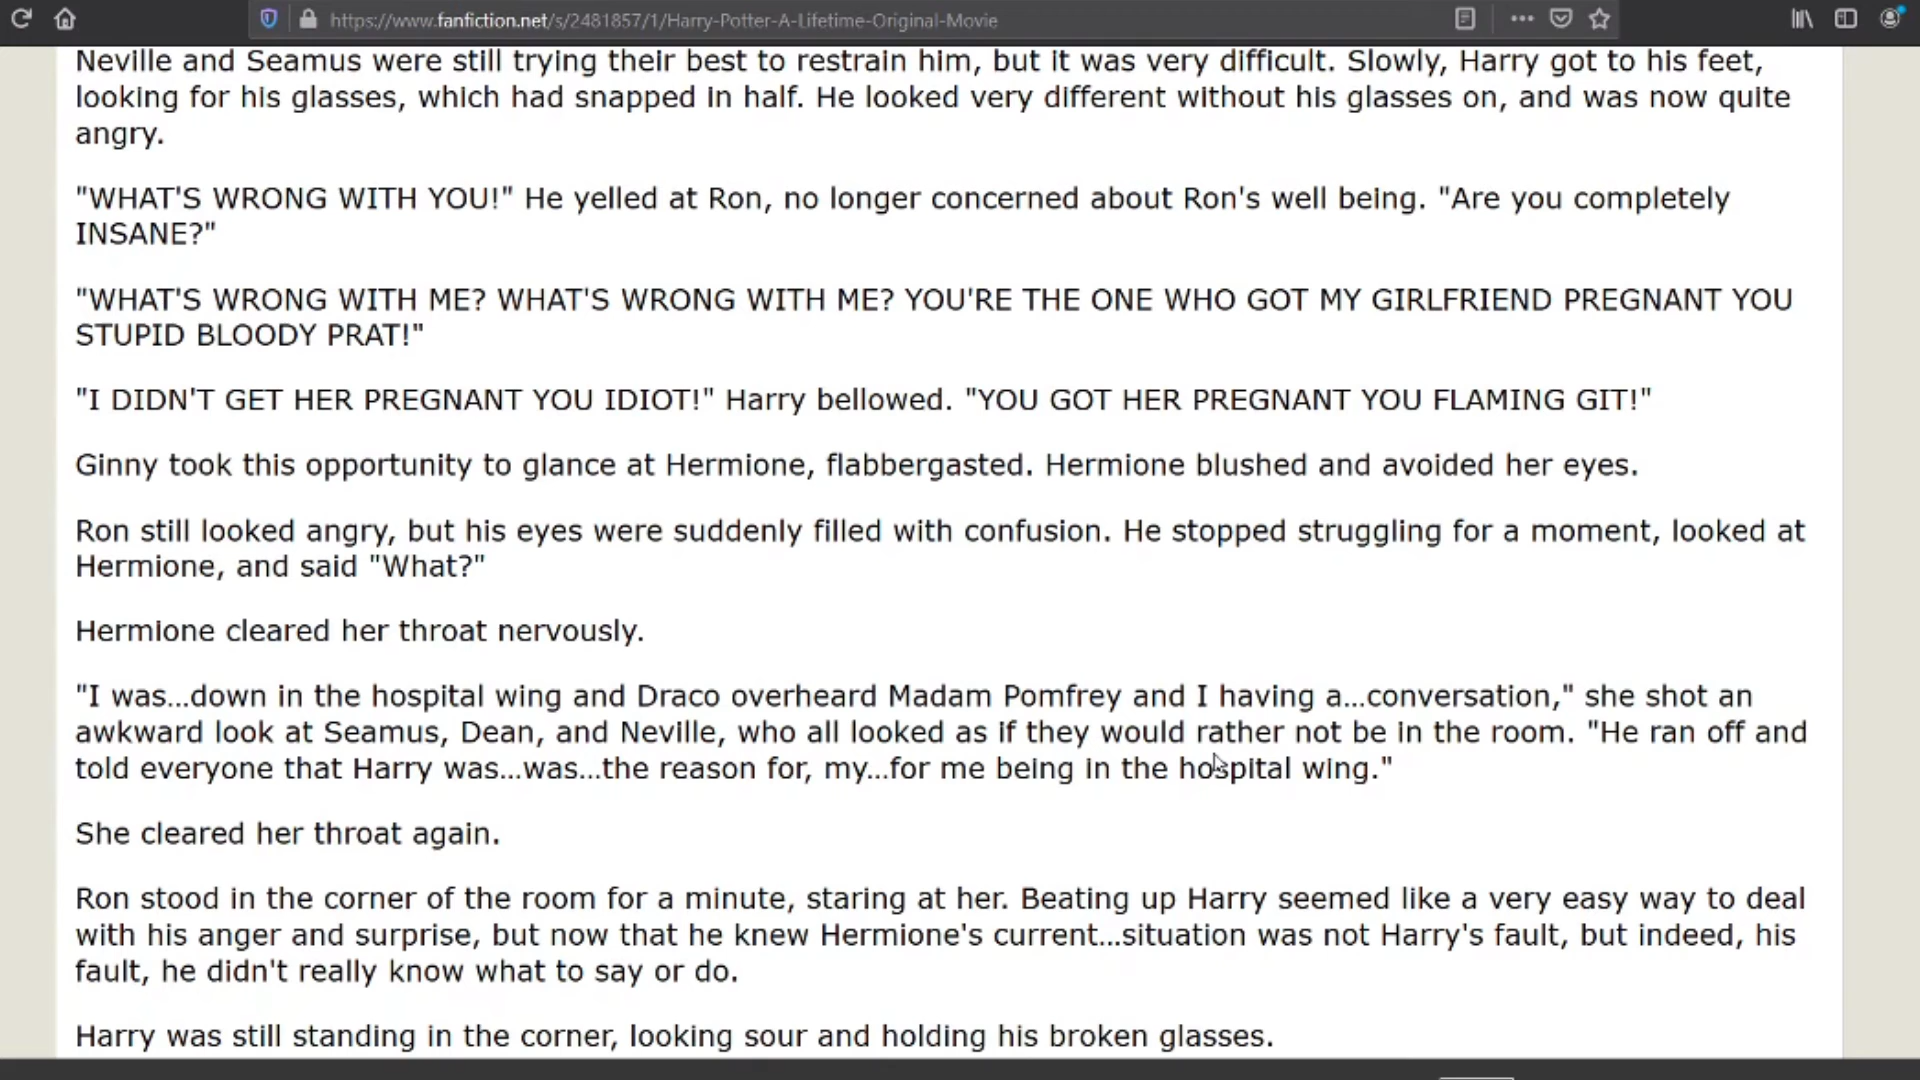 https://www.fanfiction.net/s/2481857/1/Harry-Potter-A-Lifetime-Original-Movie
Neville and Seamus were still trying their best to restrain him, but it was very difficult. Slowly, Harry got to his feet,
looking for his glasses, which had snapped in half. He looked very different without his glasses on, and was now quite
angry.
"WHAT'S WRONG WITH YOU!" He yelled at Ron, no longer concerned about Ron's well being. "Are you completely
INSANE?"
"WHAT'S WRONG WITH ME? WHAT'S WRONG WITH ME? YOU'RE THE ONE WHO GOT MY GIRLFRIEND PREGNANT YOU
STUPID BLOODY PRAT!"
"I DIDN'T GET HER PREGNANT YOU IDIOT!" Harry bellowed. "YOU GOT HER PREGNANT YOU FLAMING GIT!"
Ginny took this opportunity to glance at Hermione, flabbergasted. Hermione blushed and avoided her eyes.
Ron still looked angry, but his eyes were suddenly filled with confusion. He stopped struggling for a moment, looked at
Hermione, and said "What?"
Hermione cleared her throat nervously.
"I was...down in the hospital wing and Draco overheard Madam Pomfrey and I having a...conversation," she shot an
awkward look at Seamus, Dean, and Neville, who all looked as if they would rather not be in the room. "He ran off and
told everyone that Harry was...was...the reason for, my...for me being in the hospital wing."
She cleared her throat again.
Ron stood in the corner of the room for a minute, staring at her. Beating up Harry seemed like a very easy way to deal
with his anger and surprise, but now that he knew Hermione's current...situation was not Harry's fault, but indeed, his
fault, he didn't really know what to say or do.
Harry was still standing in the corner, looking sour and holding his broken glasses.